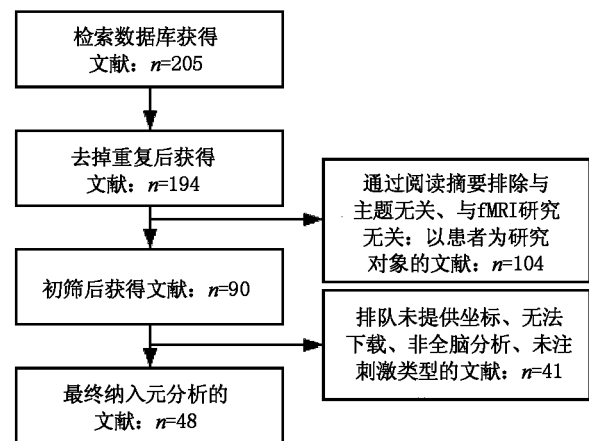 检索数据库获得
文献：n=205
去掉重复后获得
文献：n=194
通过阅读摘要排除与
主题无关、与fMRI研究
无关：以患者为研究
对象的文献：n=104
初筛后获得文献：n=90
排队未提供坐标、无法
下载、非全脑分析、未注
刺激类型的文献：n=41
最终纳入元分析的
文献：n=48